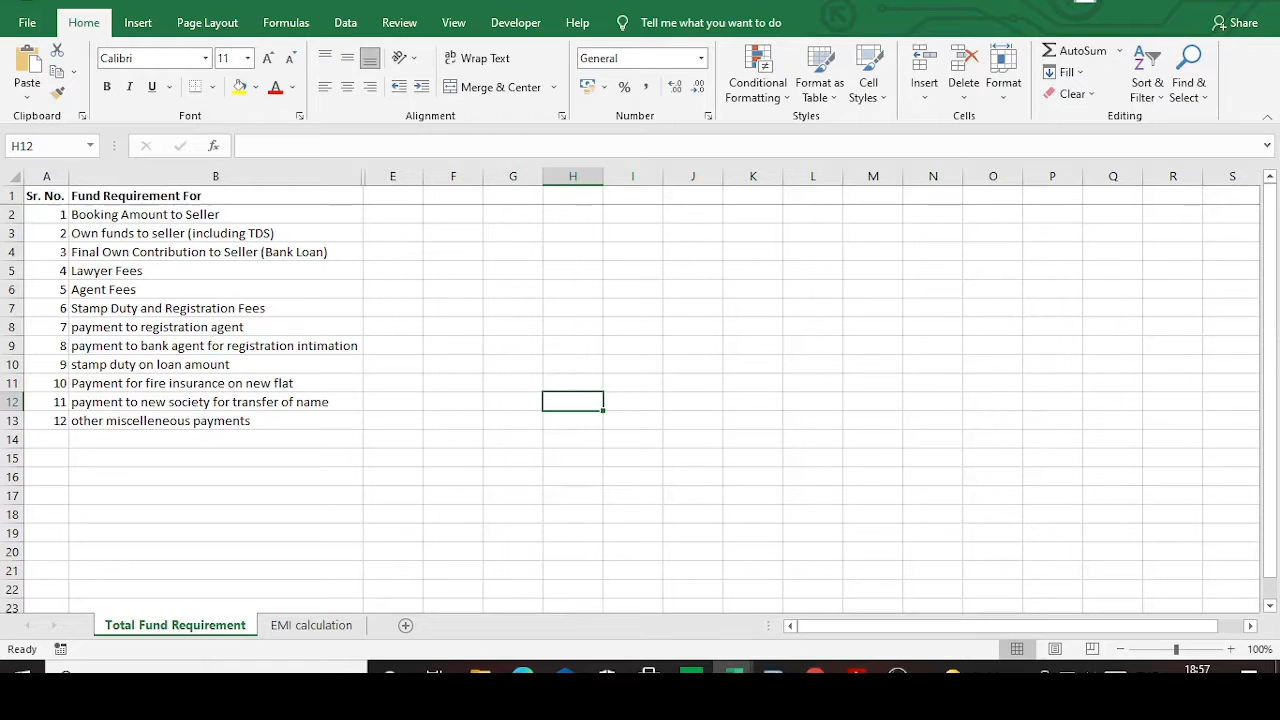 File Home Insert Page Layout Formulas Data Review View Developer Help Tell me what you want to do Share
Calibri 11 Wrap Text General AutoSum
Paste B I U A Merge & Center % , Conditional Formatting Format as Table Cell Styles Insert Delete Format Fill Clear Sort & Filter Find & Select
Clipboard Font Alignment Number Styles Cells Editing
H12 fx
A B E F G H I J K L M N O P Q R S
1 Sr. No. Fund Requirement For
2 1 Booking Amount to Seller
3 2 Own funds to seller (including TDS)
4 3 Final Own Contribution to Seller (Bank Loan)
5 4 Lawyer Fees
6 5 Agent Fees
7 6 Stamp Duty and Registration Fees
8 7 payment to registration agent
9 8 payment to bank agent for registration intimation
10 9 stamp duty on loan amount
11 10 Payment for fire insurance on new flat
12 11 payment to new society for transfer of name
13 12 other miscelleneous payments
14
15
16
17
18
19
20
21
22
23
Total Fund Requirement EMI calculation
Ready 100%
18:57